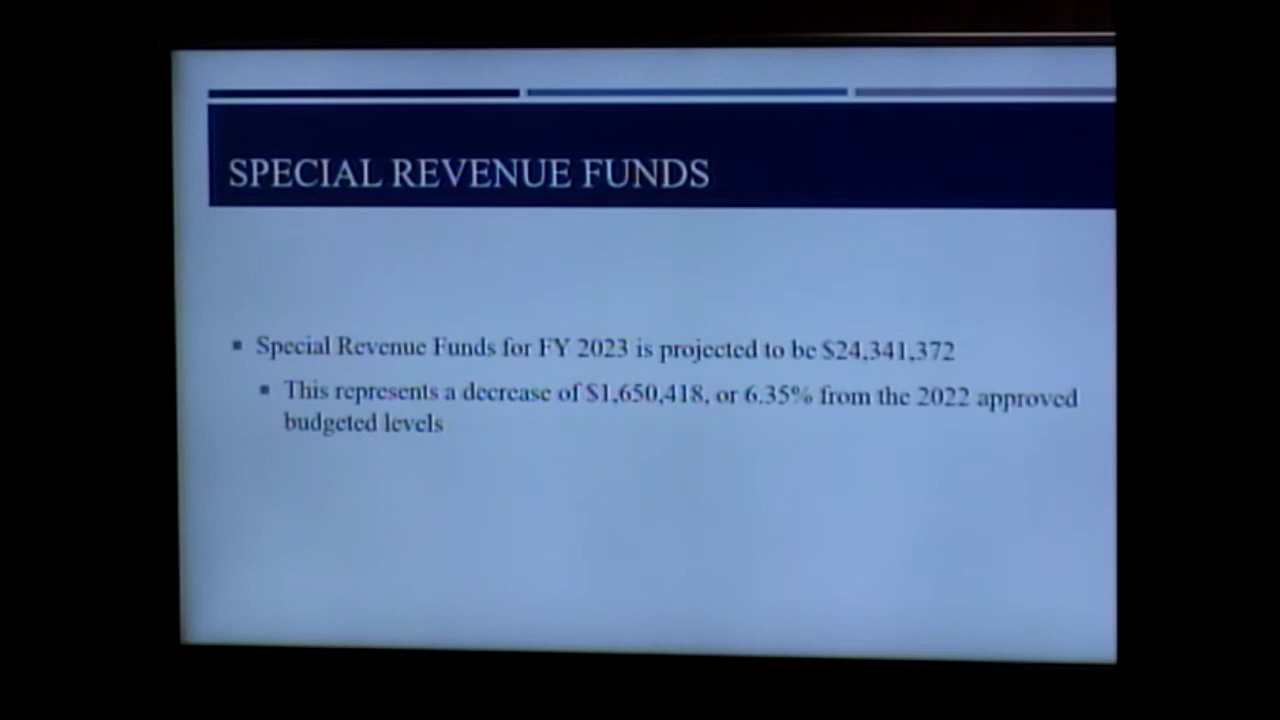 SPECIAL REVENUE FUNDS
Special Revenue Funds for FY 2023 is projected to be $24,341,372
This represents a decrease of $1,650,418, or 6.35% from the 2022 approved
budgeted levels